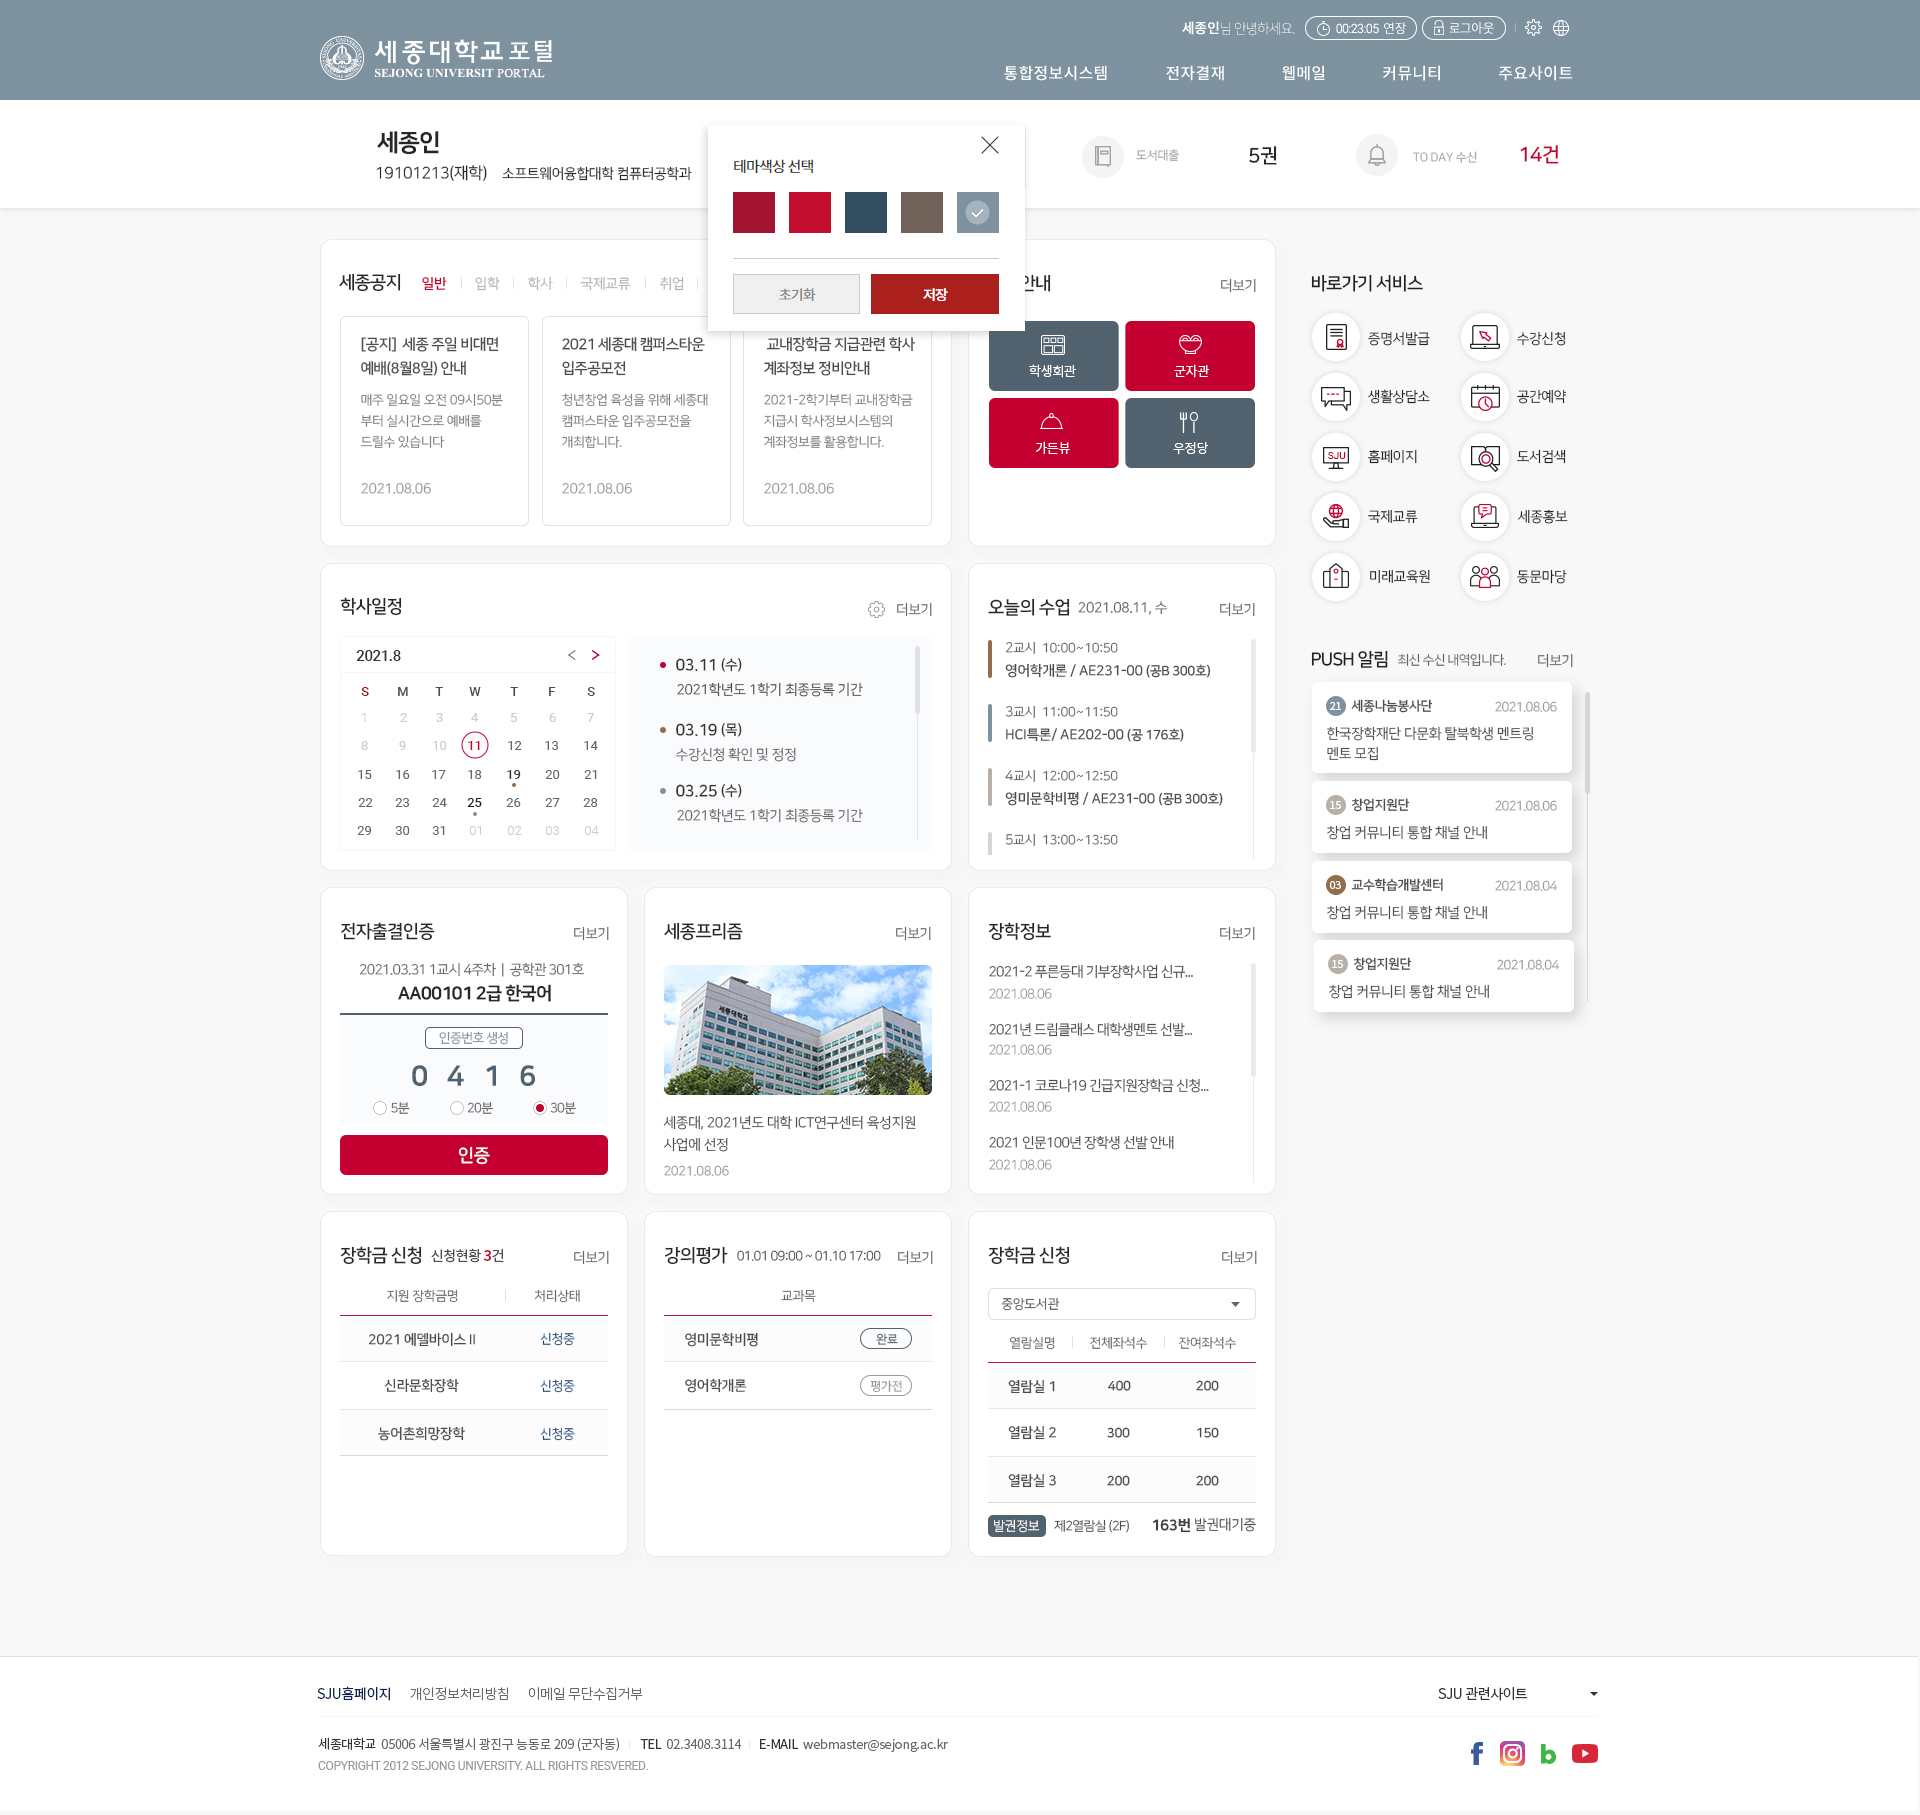 세종인님 안녕하세요. 00:23:05 연장 로그아웃
세종대학교포털
SEJONG UNIVERSIT PORTAL
통합정보시스템 전자결재 웹메일 커뮤니티 주요사이트
세종인
19101213(재학) 소프트웨어융합대학 컴퓨터공학과
도서대출 5권 TO DAY 수신 14건
테마색상 선택
초기화 저장
세종공지 일반 입학 학사 국제교류 취업
[공지] 세종 주일 비대면
예배(8월8일) 안내
매주 일요일 오전 09시50분
부터 실시간으로 예배를
드릴수 있습니다
2021.08.06
2021 세종대 캠퍼스타운
입주공모전
청년창업 육성을 위해 세종대
캠퍼스타운 입주공모전을
개최합니다.
2021.08.06
교내장학금 지급관련 학사
계좌정보 정비안내
2021-2학기부터 교내장학금
지급시 학사정보시스템의
계좌정보를 활용합니다.
2021.08.06
안내 더보기
학생회관 군자관
가든뷰 우정당
바로가기 서비스
증명서발급 수강신청
생활상담소 공간예약
SJU 홈페이지 도서검색
국제교류 세종홍보
미래교육원 동문마당
학사일정 더보기
2021.8 < >
S M T W T F S
1 2 3 4 5 6 7
8 9 10 11 12 13 14
15 16 17 18 19 20 21
22 23 24 25 26 27 28
29 30 31 01 02 03 04
03.11 (수)
2021학년도 1학기 최종등록 기간
03.19 (목)
수강신청 확인 및 정정
03.25 (수)
2021학년도 1학기 최종등록 기간
오늘의 수업 2021.08.11, 수 더보기
2교시 10:00~10:50
영어학개론 / AE231-00 (공B 300호)
3교시 11:00~11:50
HCI특론/ AE202-00 (공 176호)
4교시 12:00~12:50
영미문학비평 / AE231-00 (공B 300호)
5교시 13:00~13:50
PUSH 알림 최신 수신 내역입니다. 더보기
21 세종나눔봉사단 2021.08.06
한국장학재단 다문화 탈북학생 멘트링
멘토 모집
15 창업지원단 2021.08.06
창업 커뮤니티 통합 채널 안내
03 교수학습개발센터 2021.08.04
창업 커뮤니티 통합 채널 안내
15 창업지원단 2021.08.04
창업 커뮤니티 통합 채널 안내
전자출결인증 더보기
2021.03.31 1교시 4주차 | 공학관 301호
AA00101 2급 한국어
인증번호 생성
0 4 1 6
5분 20분 30분
인증
세종프리즘 더보기
세종대학교
세종대, 2021년도 대학 ICT연구센터 육성지원
사업에 선정
2021.08.06
장학정보 더보기
2021-2 푸른등대 기부장학사업 신규...
2021.08.06
2021년 드림클래스 대학생멘토 선발...
2021.08.06
2021-1 코로나19 긴급지원장학금 신청...
2021.08.06
2021 인문100년 장학생 선발 안내
2021.08.06
장학금 신청 신청현황 3건 더보기
지원 장학금명 처리상태
2021 에델바이스 II 신청중
신라문화장학 신청중
농어촌희망장학 신청중
강의평가 01.01 09:00 ~ 01.10 17:00 더보기
교과목
영미문학비평 완료
영어학개론 평가전
장학금 신청 더보기
중앙도서관
열람실명 전체좌석수 잔여좌석수
열람실 1 400 200
열람실 2 300 150
열람실 3 200 200
발권정보 제2열람실 (2F) 163번 발권대기중
SJU홈페이지 개인정보처리방침 이메일 무단수집거부 SJU 관련사이트
세종대학교 05006 서울특별시 광진구 능동로 209 (군자동) TEL 02.3408.3114 E-MAIL webmaster@sejong.ac.kr
COPYRIGHT 2012 SEJONG UNIVERSITY. ALL RIGHTS RESVERED.